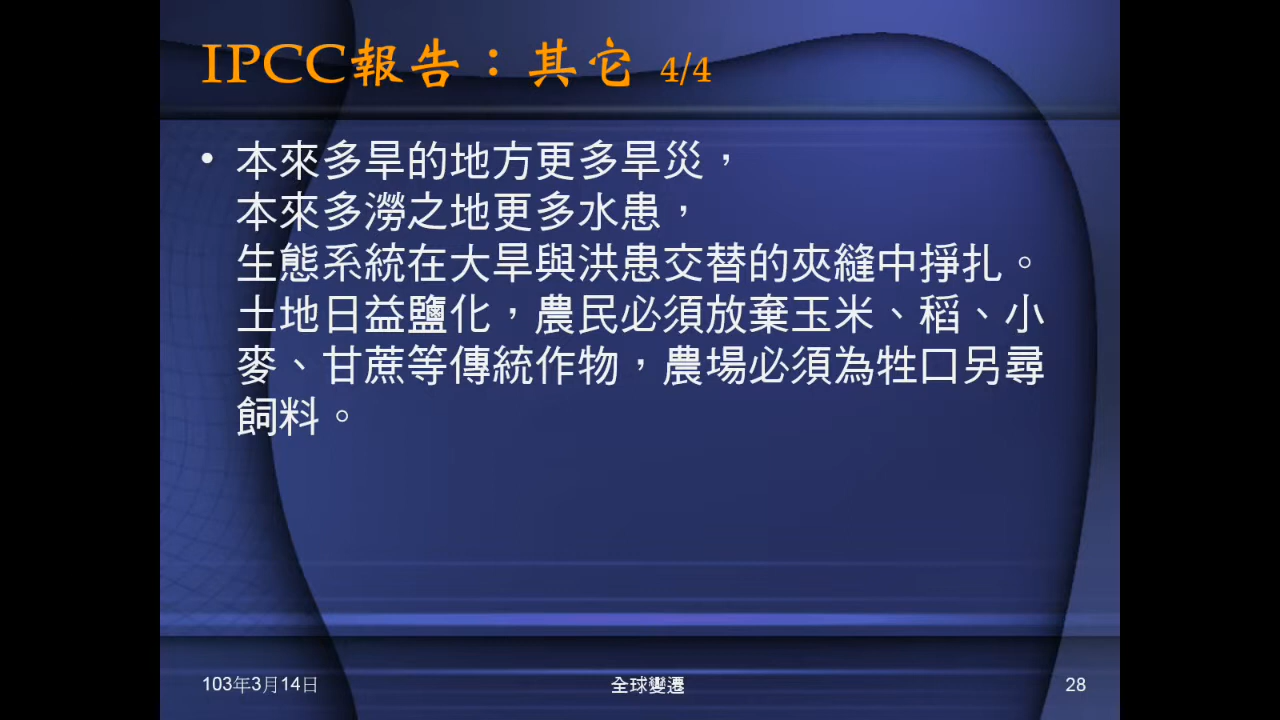 IPCC報告：其它 4/4
• 本來多旱的地方更多旱災，
本來多澇之地更多水患，
生態系統在大旱與洪患交替的夾縫中掙扎。
土地日益鹽化，農民必須放棄玉米、稻、小
麥、甘蔗等傳統作物，農場必須為牲口另尋
飼料。
103年3月14日 全球變遷 28